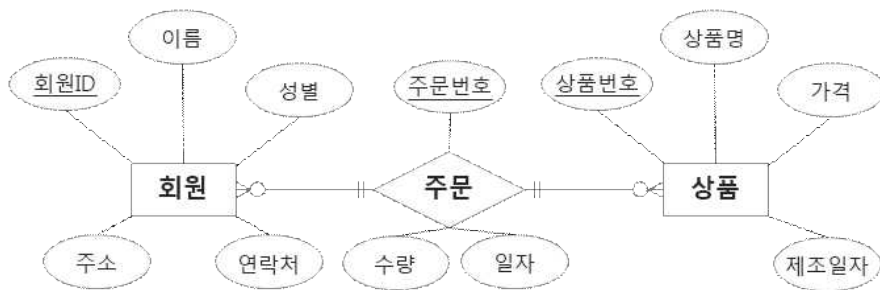 이름
상품명
회원ID
성별
주문번호
상품번호
가격
회원
주문
상품
주소
연락처
수량
일자
제조일자